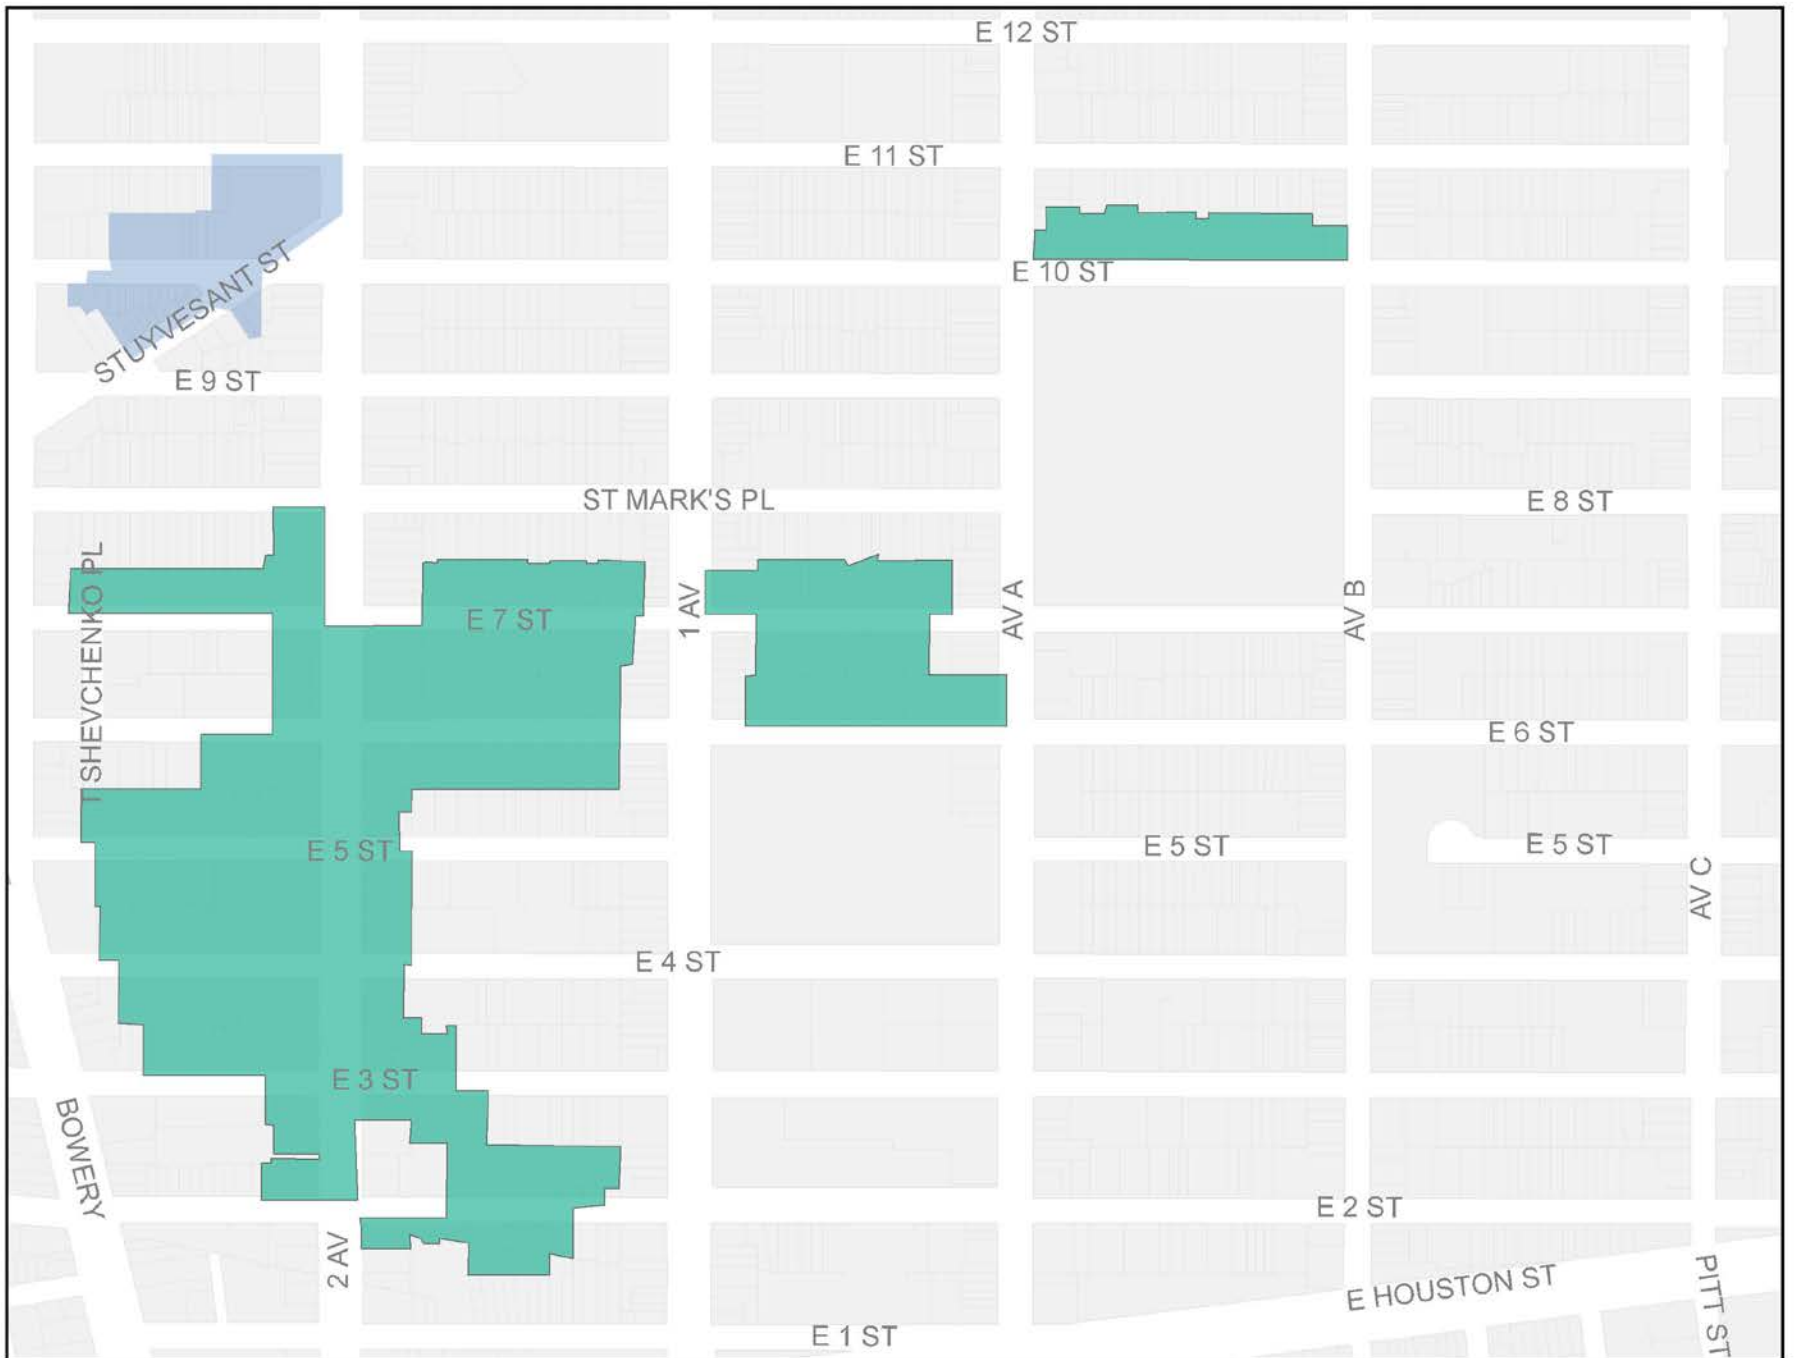 E 12 ST
E 11 ST
E 10 ST
STUYVESANT ST
E 9 ST
ST MARK'S PL
E 8 ST
T SHEVCHENKO PL
E 7 ST
1 AV
AV A
AV B
E 6 ST
E 5 ST
E 5 ST
E 5 ST
AV C
E 4 ST
E 3 ST
BOWERY
E 2 ST
2 AV
E HOUSTON ST
PITT ST
E 1 ST